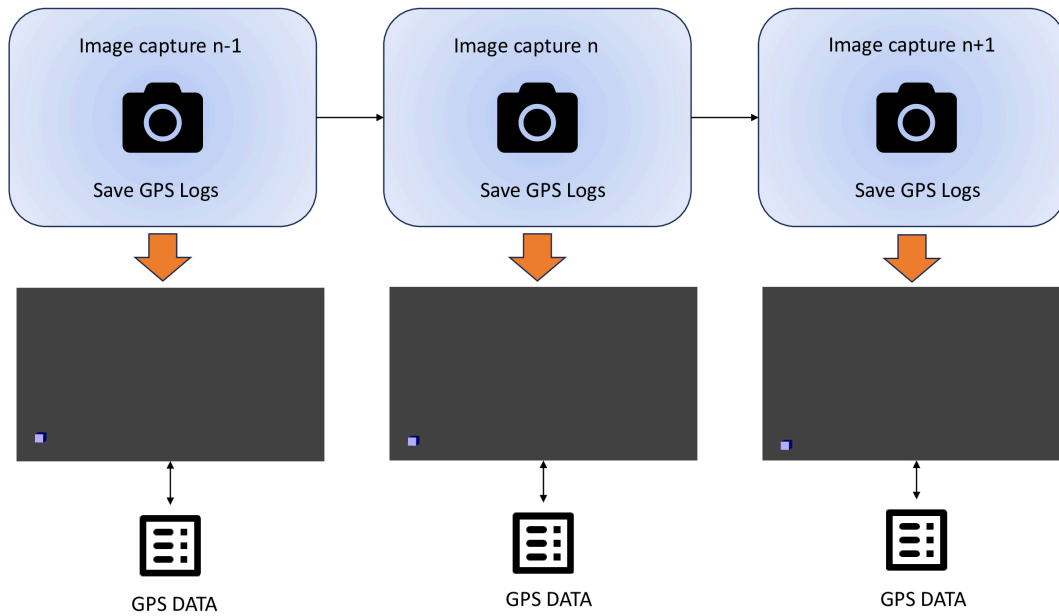 Image capture n-1
Image capture n
Image capture n+1
Save GPS Logs
Save GPS Logs
Save GPS Logs
GPS DATA
GPS DATA
GPS DATA